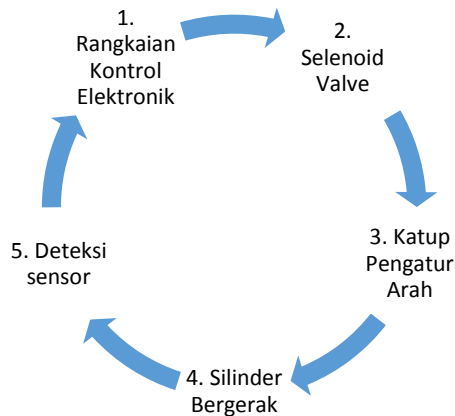 1.
Rangkaian
Kontrol
Elektronik
2.
Selenoid
Valve
3. Katup
Pengatur
Arah
4. Silinder
Bergerak
5. Deteksi
sensor